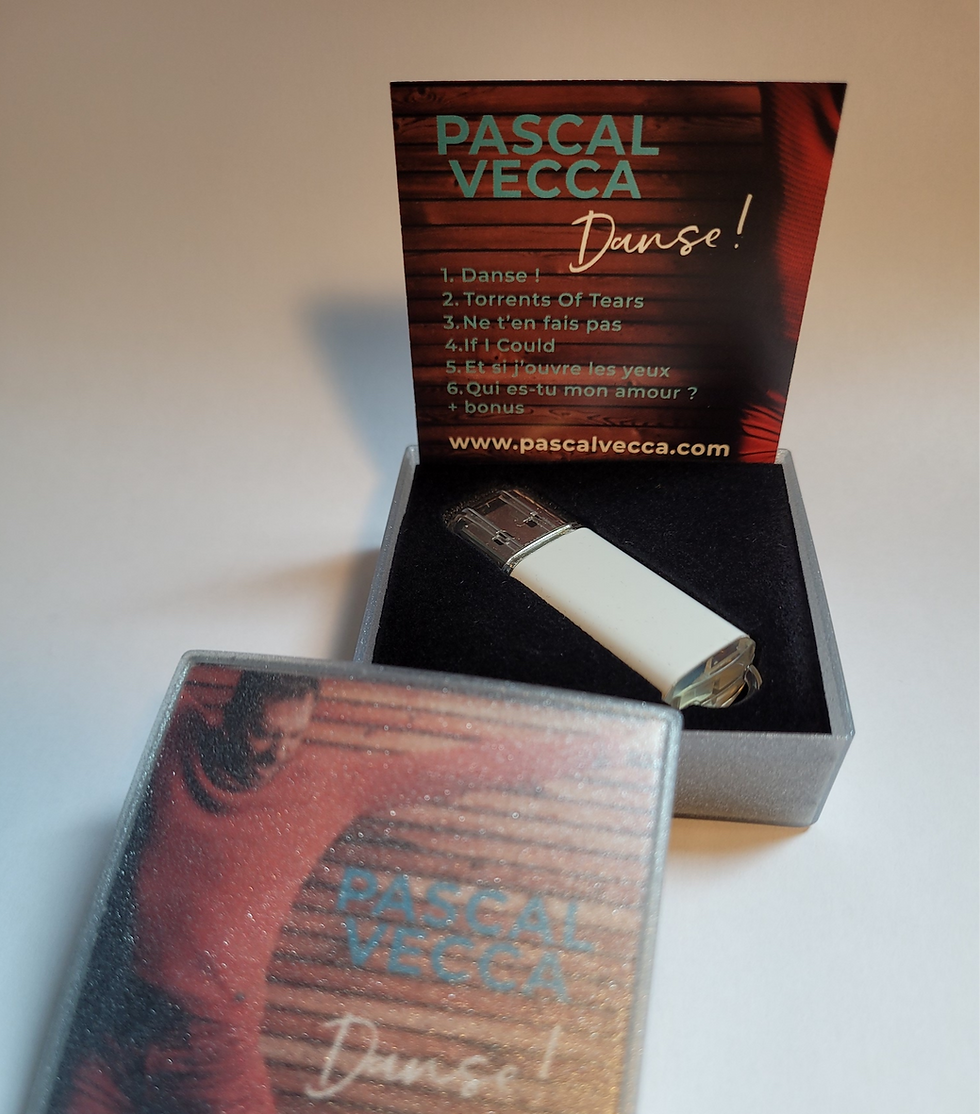 PASCAL
VECCA
Danse !
1. Danse !
2. Torrents Of Tears
3. Ne t'en fais pas
4. If I Could
5. Et si j'ouvre les yeux
6. Qui es-tu mon amour ?
+ bonus
www.pascalvecca.com
PASCAL
VECCA
Danse !